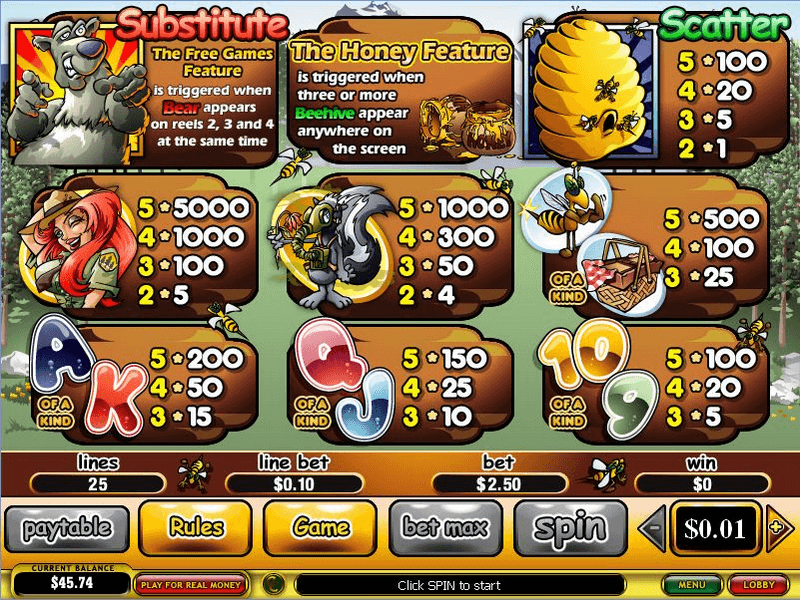 Substitute
The Free Games
Feature
is triggered when
Bear appears
on reels 2, 3 and 4
at the same time
The Honey Feature
is triggered when
three or more
Beehive appear
anywhere on
the screen
Scatter
5 * 100
4 * 20
3 * 5
2 * 1
5 * 5000
4 * 1000
3 * 100
2 * 5
5 * 1000
4 * 300
3 * 50
2 * 4
OF A
KIND
5 * 500
4 * 100
3 * 25
A K
OF A
KIND
5 * 200
4 * 50
3 * 15
Q J
OF A
KIND
5 * 150
4 * 25
3 * 10
10 9
OF A
KIND
5 * 100
4 * 20
3 * 5
lines line bet bet win
25 $0.10 $2.50 $0
paytable Rules Game bet max spin - $0.01 +
CURRENT BALANCE
$45.74 PLAY FOR REAL MONEY Click SPIN to start MENU LOBBY